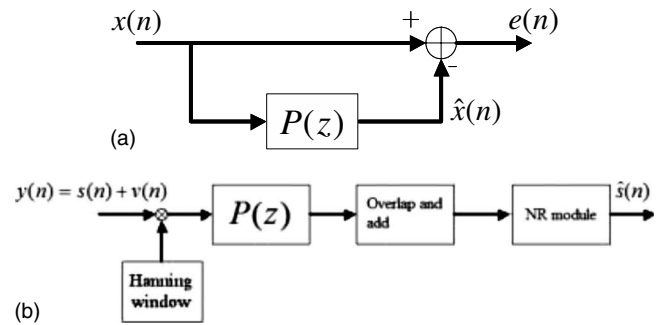 x(n)
+
e(n)
-
P(z)
x̂(n)
(a)
y(n) = s(n) + v(n)
P(z)
Overlap and
add
NR module
ŝ(n)
Hanning
window
(b)